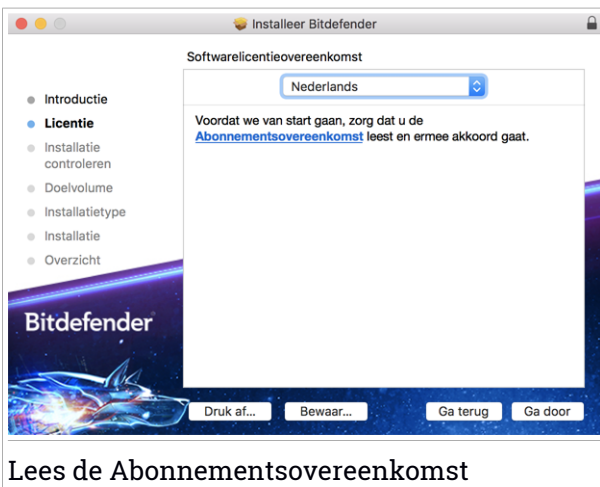 Installeer Bitdefender
Softwarelicentieovereenkomst
Nederlands
Introductie
Licentie
Installatie
controleren
Doelvolume
Installatietype
Installatie
Overzicht
Voordat we van start gaan, zorg dat u de
Abonnementsovereenkomst leest en ermee akkoord gaat.
Bitdefender
Druk af...
Bewaar...
Ga terug
Ga door
Lees de Abonnementsovereenkomst